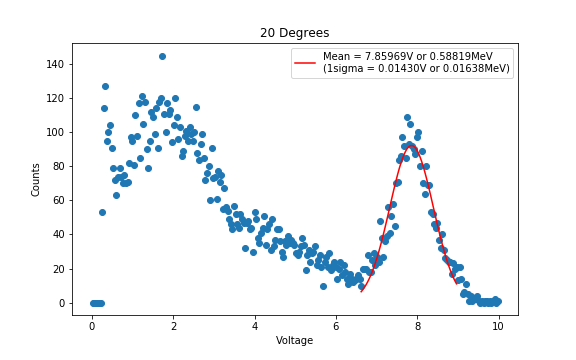 20 Degrees
Mean = 7.85969V or 0.58819MeV
(1sigma = 0.01430V or 0.01638MeV)
Counts
140
120
100
80
60
40
20
0
0 2 4 6 8 10
Voltage